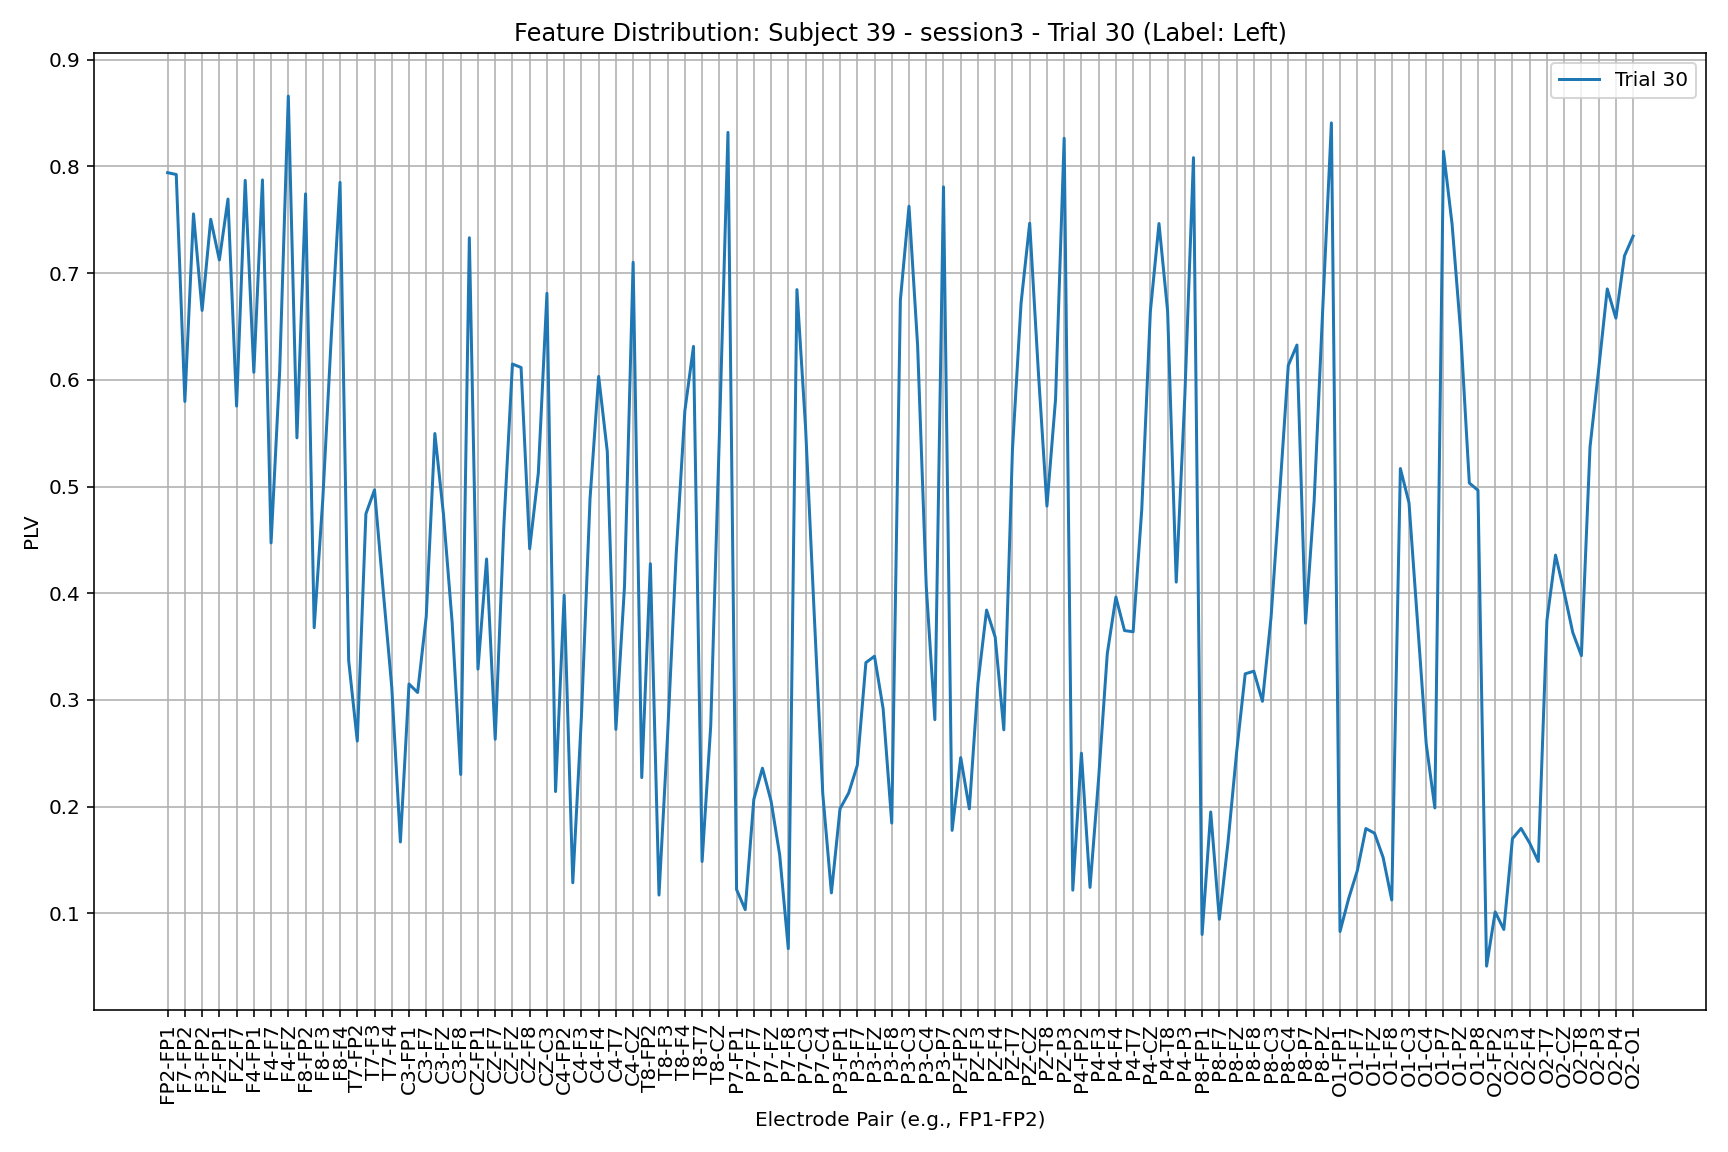 Feature Distribution: Subject 39 - session3 - Trial 30 (Label: Left)
Trial 30
PLV
0.9
0.8
0.7
0.6
0.5
0.4
0.3
0.2
0.1
FP2-FP1
F7-FP2
F3-FP2
FZ-FP1
FZ-F7
F4-FP1
F4-F7
F4-FZ
F8-FP2
F8-F3
F8-F4
T7-FP2
T7-F3
T7-F4
C3-FP1
C3-F7
C3-FZ
C3-F8
CZ-FP1
CZ-F7
CZ-FZ
CZ-F8
CZ-C3
C4-FP2
C4-F3
C4-F4
C4-T7
C4-CZ
T8-FP2
T8-F3
T8-F4
T8-T7
T8-CZ
P7-FP1
P7-F7
P7-FZ
P7-F8
P7-C3
P7-C4
P3-FP1
P3-F7
P3-FZ
P3-F8
P3-C3
P3-C4
P3-P7
PZ-FP2
PZ-F3
PZ-F4
PZ-T7
PZ-CZ
PZ-T8
PZ-P3
P4-FP2
P4-F3
P4-F4
P4-T7
P4-CZ
P4-T8
P4-P3
P8-FP1
P8-F7
P8-FZ
P8-F8
P8-C3
P8-C4
P8-P7
P8-PZ
O1-FP1
O1-F7
O1-FZ
O1-F8
O1-C3
O1-C4
O1-P7
O1-PZ
O1-P8
O2-FP2
O2-F3
O2-F4
O2-T7
O2-CZ
O2-T8
O2-P3
O2-P4
O2-O1
Electrode Pair (e.g., FP1-FP2)